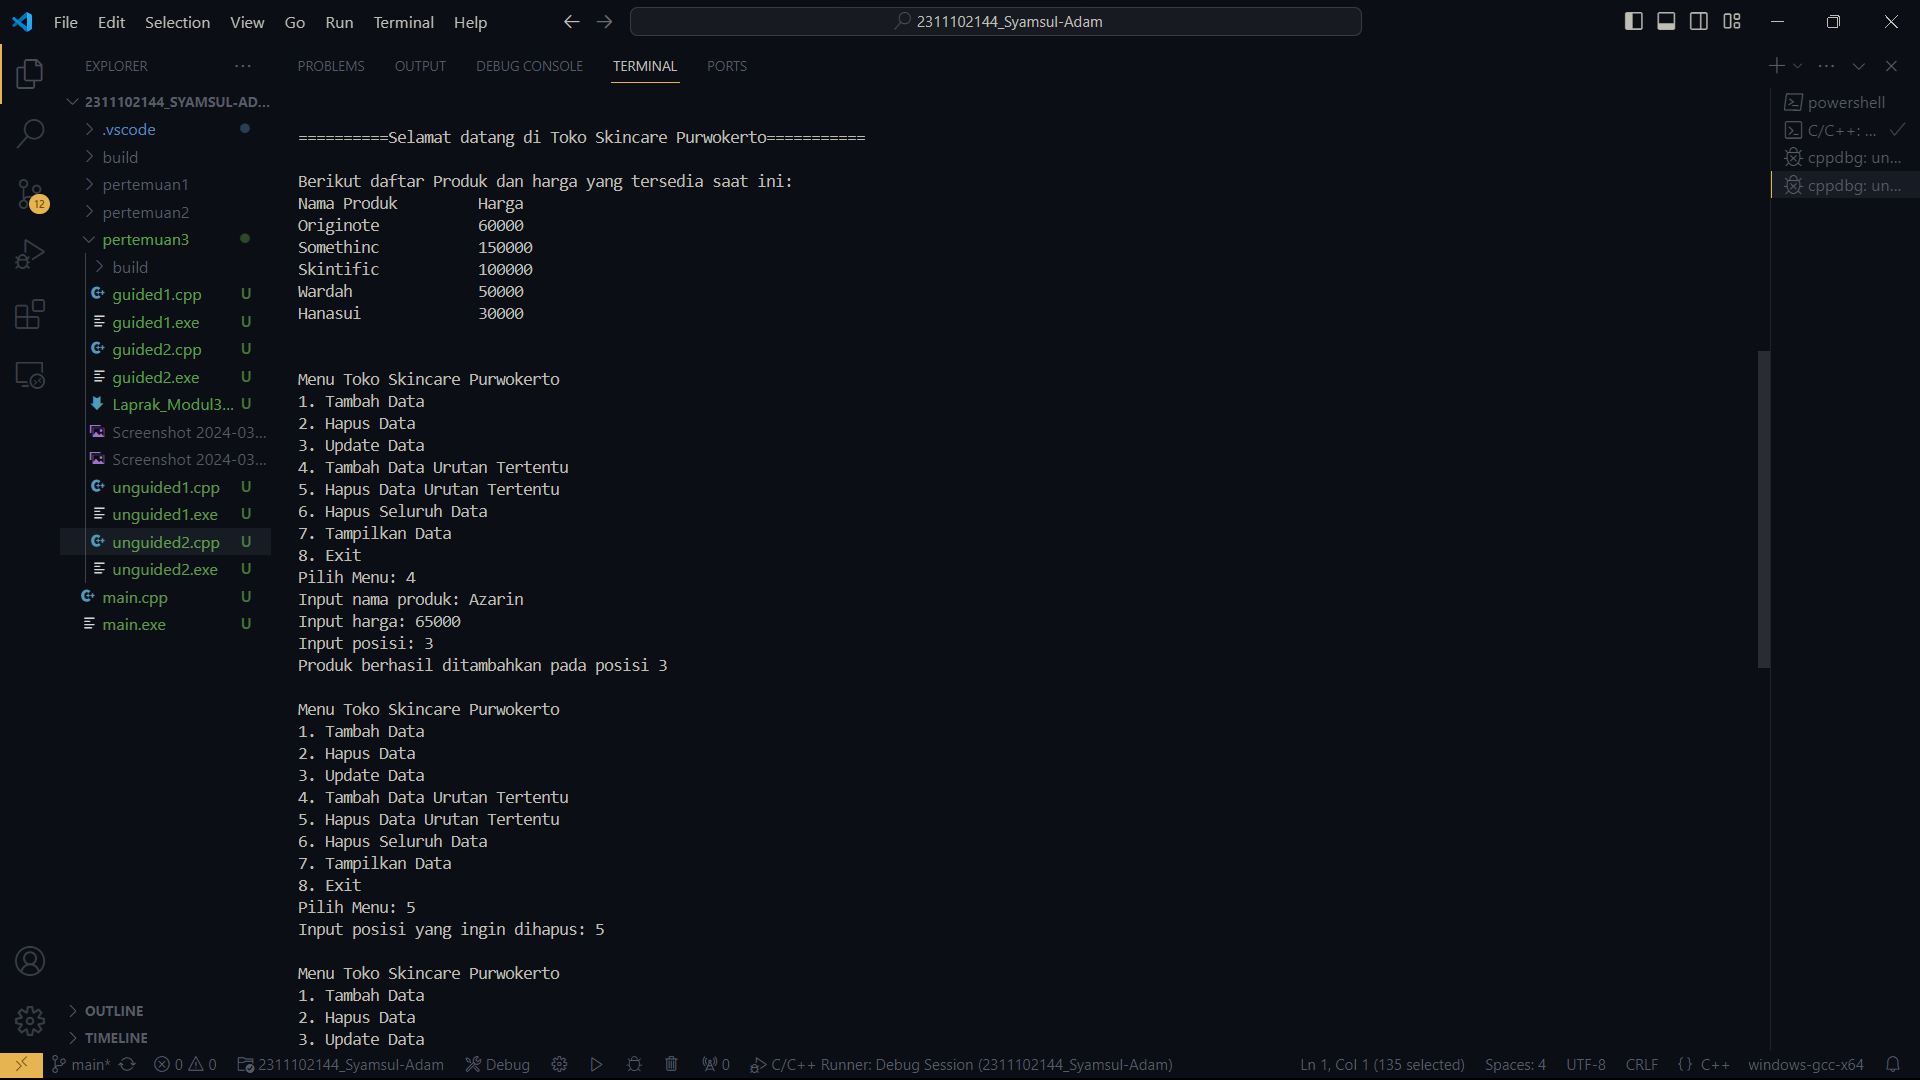 File Edit Selection View Go Run Terminal Help
2311102144_Syamsul-Adam
EXPLORER
2311102144_SYAMSUL-AD...
.vscode
build
pertemuan1
pertemuan2
pertemuan3
build
guided1.cpp U
guided1.exe U
guided2.cpp U
guided2.exe U
Laprak_Modul3... U
Screenshot 2024-03...
Screenshot 2024-03...
unguided1.cpp U
unguided1.exe U
unguided2.cpp U
unguided2.exe U
main.cpp U
main.exe U
12
OUTLINE
TIMELINE
PROBLEMS OUTPUT DEBUG CONSOLE TERMINAL PORTS
==========Selamat datang di Toko Skincare Purwokerto===========
Berikut daftar Produk dan harga yang tersedia saat ini:
Nama Produk Harga
Originote 60000
Somethinc 150000
Skintific 100000
Wardah 50000
Hanasui 30000
Menu Toko Skincare Purwokerto
1. Tambah Data
2. Hapus Data
3. Update Data
4. Tambah Data Urutan Tertentu
5. Hapus Data Urutan Tertentu
6. Hapus Seluruh Data
7. Tampilkan Data
8. Exit
Pilih Menu: 4
Input nama produk: Azarin
Input harga: 65000
Input posisi: 3
Produk berhasil ditambahkan pada posisi 3
Menu Toko Skincare Purwokerto
1. Tambah Data
2. Hapus Data
3. Update Data
4. Tambah Data Urutan Tertentu
5. Hapus Data Urutan Tertentu
6. Hapus Seluruh Data
7. Tampilkan Data
8. Exit
Pilih Menu: 5
Input posisi yang ingin dihapus: 5
Menu Toko Skincare Purwokerto
1. Tambah Data
2. Hapus Data
3. Update Data
powershell
C/C++: ...
cppdbg: un...
cppdbg: un...
main* 0 0 2311102144_Syamsul-Adam Debug 0 C/C++ Runner: Debug Session (2311102144_Syamsul-Adam) Ln 1, Col 1 (135 selected) Spaces: 4 UTF-8 CRLF {} C++ windows-gcc-x64